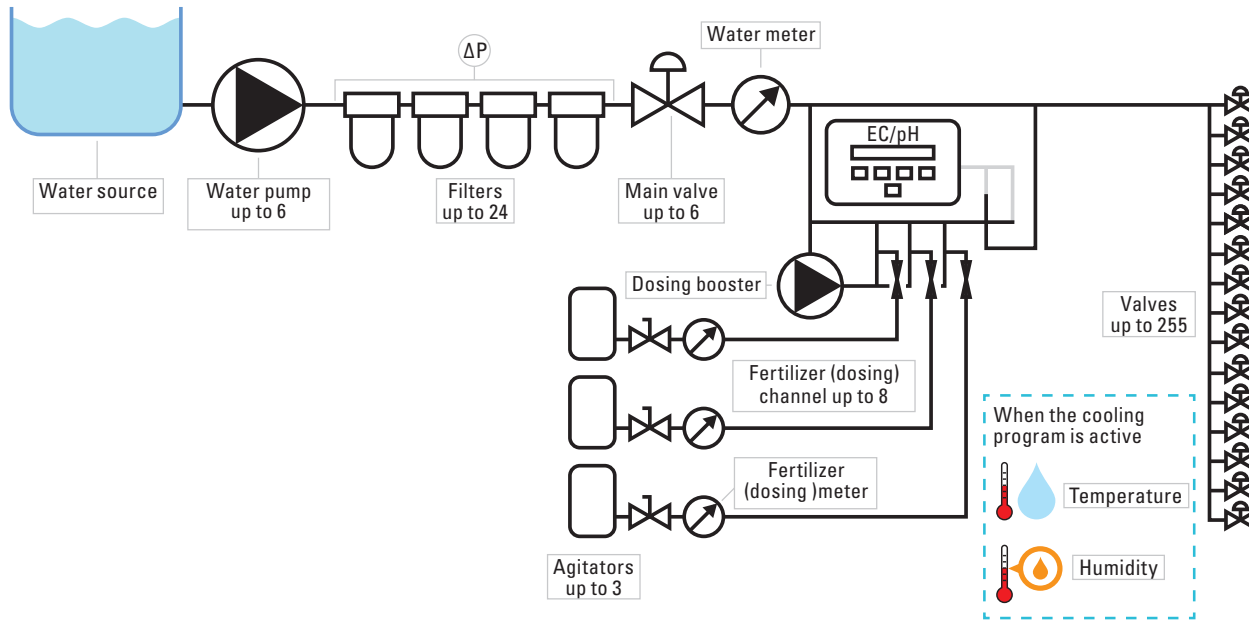 Water meter
ΔP
EC/pH
Water source
Water pump
up to 6
Filters
up to 24
Main valve
up to 6
Dosing booster
Valves
up to 255
Fertilizer (dosing)
channel up to 8
When the cooling
program is active
Fertilizer
(dosing )meter
Temperature
Agitators
up to 3
Humidity